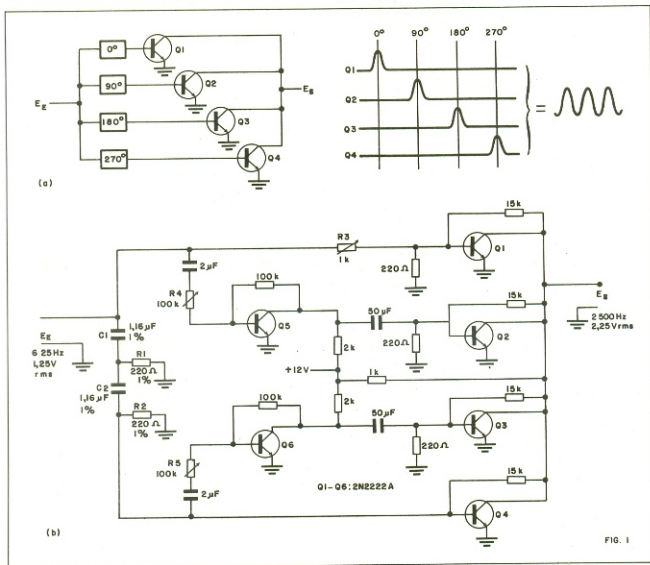 0°
Q1
90°
Q2
E_E
E_S
180°
Q3
270°
Q4
(a)
0° 90° 180° 270°
Q1
Q2
=
Q3
Q4
15k
R3
1k
Q1
2µF
220Ω
R4
100k
100k
15k
Q5
50µF
E_S
E_E
1,16µF
C1
1%
220Ω
Q2
2 500Hz
2,25Vrms
6 25Hz
1,25V
rms
2k
R1
220Ω
1%
+12V
1k
C2
1,16µF
1%
2k
R2
220Ω
1%
100k
50µF
15k
Q6
Q3
R5
100k
220Ω
2µF
Q1-Q6:2N2222A
15k
Q4
(b)
FIG. 1